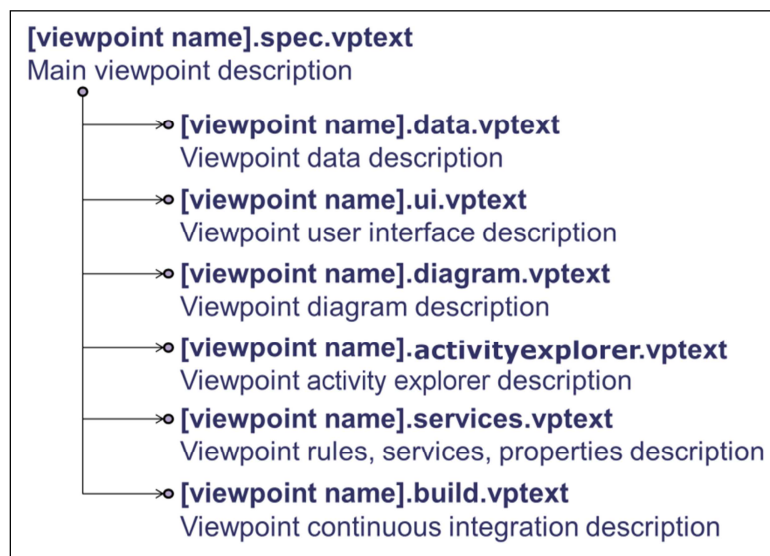 [viewpoint name].spec.vptext
Main viewpoint description
[viewpoint name].data.vptext
Viewpoint data description
[viewpoint name].ui.vptext
Viewpoint user interface description
[viewpoint name].diagram.vptext
Viewpoint diagram description
[viewpoint name].activityexplorer.vptext
Viewpoint activity explorer description
[viewpoint name].services.vptext
Viewpoint rules, services, properties description
[viewpoint name].build.vptext
Viewpoint continuous integration description